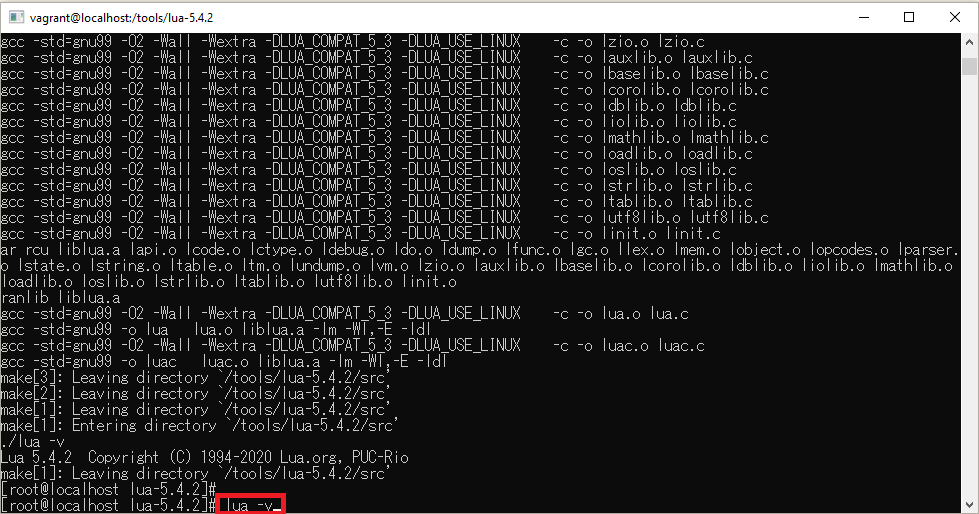 vagrant@localhost:/tools/lua-5.4.2
gcc -std=gnu99 -O2 -Wall -Wextra -DLUA_COMPAT_5_3 -DLUA_USE_LINUX    -c -o lzio.o lzio.c
gcc -std=gnu99 -O2 -Wall -Wextra -DLUA_COMPAT_5_3 -DLUA_USE_LINUX    -c -o lauxlib.o lauxlib.c
gcc -std=gnu99 -O2 -Wall -Wextra -DLUA_COMPAT_5_3 -DLUA_USE_LINUX    -c -o lbaselib.o lbaselib.c
gcc -std=gnu99 -O2 -Wall -Wextra -DLUA_COMPAT_5_3 -DLUA_USE_LINUX    -c -o lcorolib.o lcorolib.c
gcc -std=gnu99 -O2 -Wall -Wextra -DLUA_COMPAT_5_3 -DLUA_USE_LINUX    -c -o ldblib.o ldblib.c
gcc -std=gnu99 -O2 -Wall -Wextra -DLUA_COMPAT_5_3 -DLUA_USE_LINUX    -c -o liolib.o liolib.c
gcc -std=gnu99 -O2 -Wall -Wextra -DLUA_COMPAT_5_3 -DLUA_USE_LINUX    -c -o lmathlib.o lmathlib.c
gcc -std=gnu99 -O2 -Wall -Wextra -DLUA_COMPAT_5_3 -DLUA_USE_LINUX    -c -o loadlib.o loadlib.c
gcc -std=gnu99 -O2 -Wall -Wextra -DLUA_COMPAT_5_3 -DLUA_USE_LINUX    -c -o loslib.o loslib.c
gcc -std=gnu99 -O2 -Wall -Wextra -DLUA_COMPAT_5_3 -DLUA_USE_LINUX    -c -o lstrlib.o lstrlib.c
gcc -std=gnu99 -O2 -Wall -Wextra -DLUA_COMPAT_5_3 -DLUA_USE_LINUX    -c -o ltablib.o ltablib.c
gcc -std=gnu99 -O2 -Wall -Wextra -DLUA_COMPAT_5_3 -DLUA_USE_LINUX    -c -o lutf8lib.o lutf8lib.c
gcc -std=gnu99 -O2 -Wall -Wextra -DLUA_COMPAT_5_3 -DLUA_USE_LINUX    -c -o linit.o linit.c
ar rcu liblua.a lapi.o lcode.o lctype.o ldebug.o ldo.o ldump.o lfunc.o lgc.o llex.o lmem.o lobject.o lopcodes.o lparser.
o lstate.o lstring.o ltable.o ltm.o lundump.o lvm.o lzio.o lauxlib.o lbaselib.o lcorolib.o ldblib.o liolib.o lmathlib.o
loadlib.o loslib.o lstrlib.o ltablib.o lutf8lib.o linit.o
ranlib liblua.a
gcc -std=gnu99 -O2 -Wall -Wextra -DLUA_COMPAT_5_3 -DLUA_USE_LINUX    -c -o lua.o lua.c
gcc -std=gnu99 -o lua   lua.o liblua.a -lm -Wl,-E -ldl
gcc -std=gnu99 -O2 -Wall -Wextra -DLUA_COMPAT_5_3 -DLUA_USE_LINUX    -c -o luac.o luac.c
gcc -std=gnu99 -o luac   luac.o liblua.a -lm -Wl,-E -ldl
make[3]: Leaving directory `/tools/lua-5.4.2/src'
make[2]: Leaving directory `/tools/lua-5.4.2/src'
make[1]: Leaving directory `/tools/lua-5.4.2/src'
make[1]: Entering directory `/tools/lua-5.4.2/src'
./lua -v
Lua 5.4.2  Copyright (C) 1994-2020 Lua.org, PUC-Rio
make[1]: Leaving directory `/tools/lua-5.4.2/src'
[root@localhost lua-5.4.2]#
[root@localhost lua-5.4.2]# lua -v